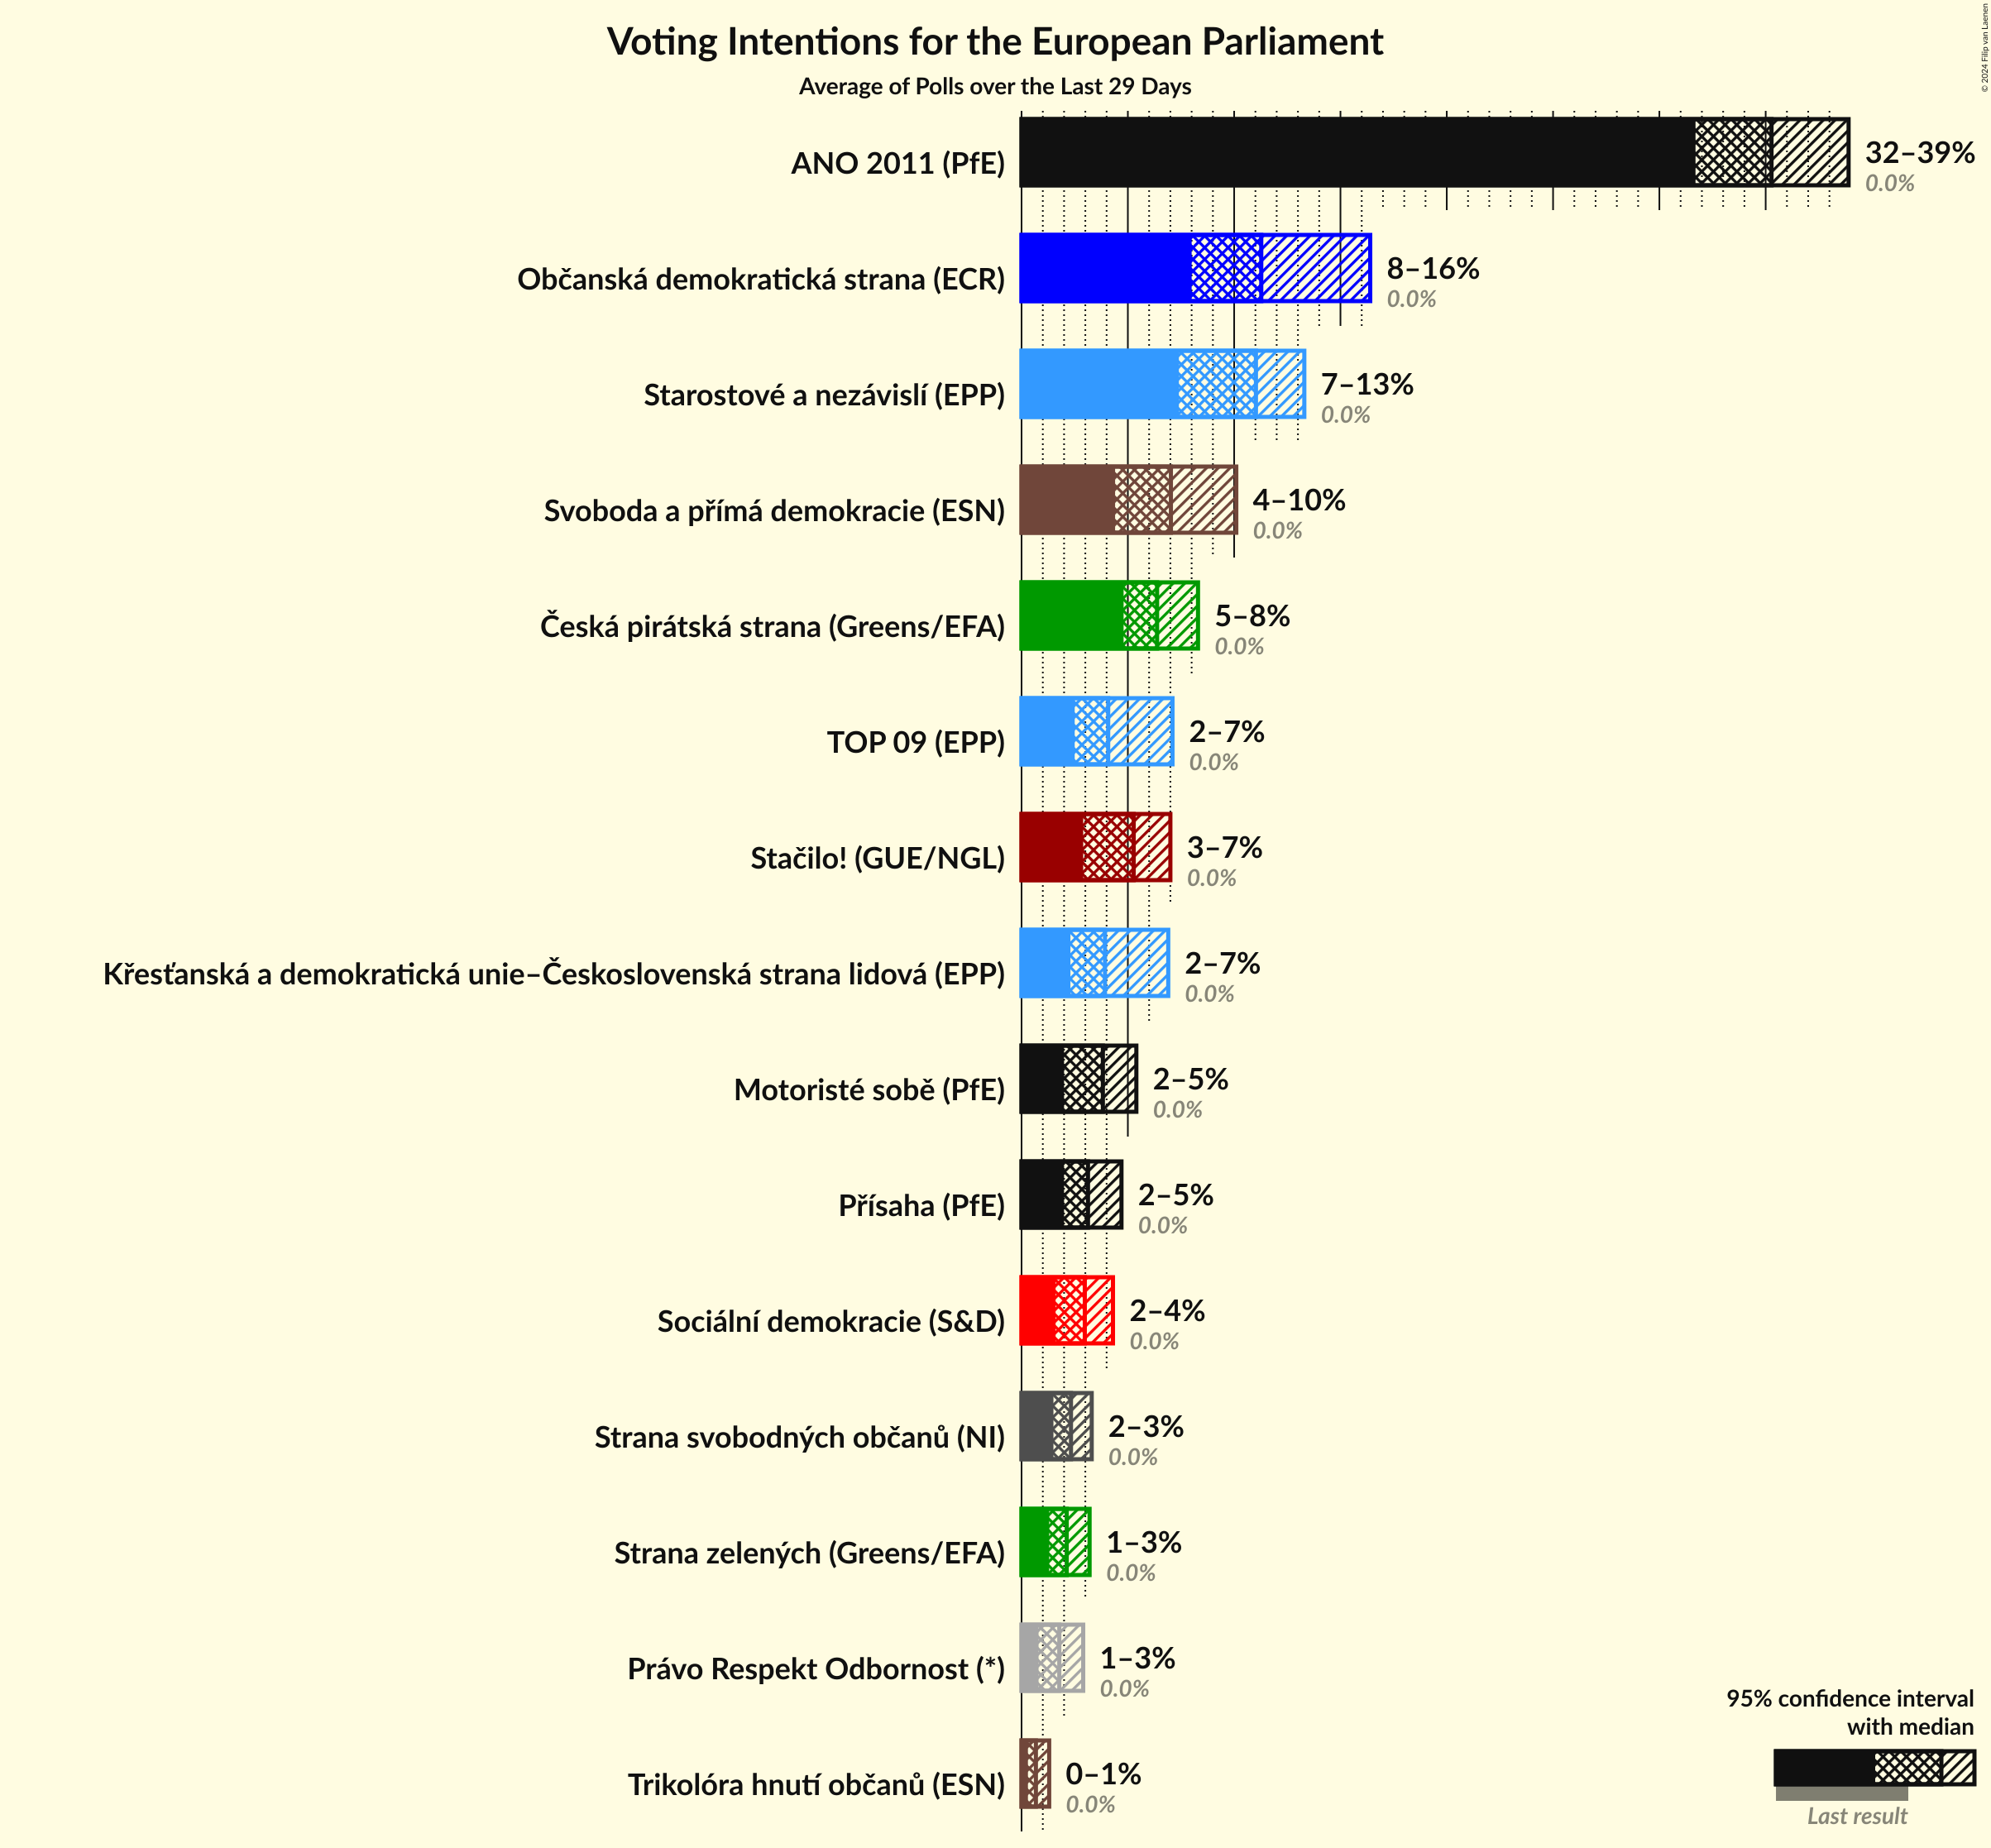 Voting Intentions for the European Parliament
Average of Polls over the Last 29 Days
© 2024 Filip van Laenen
ANO 2011 (PfE)
32–39%
0.0%
Občanská demokratická strana (ECR)
8–16%
0.0%
Starostové a nezávislí (EPP)
7–13%
0.0%
Svoboda a přímá demokracie (ESN)
4–10%
0.0%
Česká pirátská strana (Greens/EFA)
5–8%
0.0%
TOP 09 (EPP)
2–7%
0.0%
Stačilo! (GUE/NGL)
3–7%
0.0%
Křesťanská a demokratická unie–Československá strana lidová (EPP)
2–7%
0.0%
Motoristé sobě (PfE)
2–5%
0.0%
Přísaha (PfE)
2–5%
0.0%
Sociální demokracie (S&D)
2–4%
0.0%
Strana svobodných občanů (NI)
2–3%
0.0%
Strana zelených (Greens/EFA)
1–3%
0.0%
Právo Respekt Odbornost (*)
1–3%
0.0%
Trikolóra hnutí občanů (ESN)
0–1%
0.0%
95% confidence interval
with median
Last result